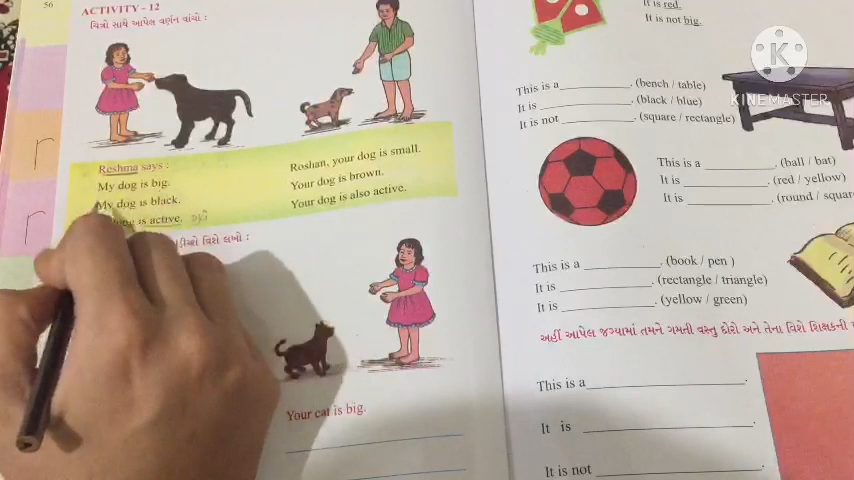 56
ACTIVITY - 12
ચિત્રો સાથે આપેલ વર્ણન વાંચો :
Reshma says :
My dog is big.
My dog is black.
is active.
Roshan, your dog is small.
Your dog is brown.
Your dog is also active.
વિશે લખો :
Your cat is big.
It is red.
It is not big.
This is a ________. (bench / table)
It is ________. (black / blue)
It is not ________. (square / rectangle)
This is a ________. (ball / bat)
It is ________. (red / yellow)
It is ________. (round / squar
This is a ________. (book / pen )
It is ________. (rectangle / triangle)
It is ________. (yellow / green)
અહીં આપેલ જગ્યામાં તમને ગમતી વસ્તુ દોરો અને તેના વિશે શિક્ષકની
This is a ________.
It is ________.
It is not ________.
r
r
KINEMASTER